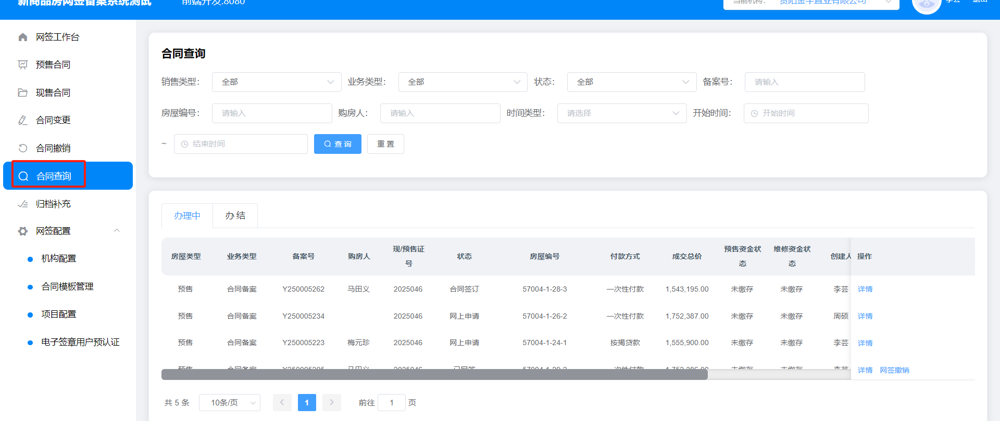 新商品房网签备案系统测试
前端开发:8080
当前机构：
李芸
退出
网签工作台
预售合同
现售合同
合同变更
合同撤销
合同查询
归档补充
网签配置
机构配置
合同模板管理
项目配置
电子签章用户预认证
合同查询
销售类型： 全部 业务类型： 全部 状态： 全部 备案号： 请输入
房屋编号： 请输入 购房人： 请输入 时间类型： 请选择 开始时间： 开始时间
~ 结束时间 查 询 重 置
办理中 办 结
房屋类型 业务类型 备案号 购房人 现/预售证号 状态 房屋编号 付款方式 成交总价 预售资金状态 维修资金状态 创建人 操作
预售 合同备案 Y250005262 马田义 2025046 合同签订 57004-1-28-3 一次性付款 1,543,195.00 未缴存 未缴存 李芸 详情
预售 合同备案 Y250005234 2025046 网上申请 57004-1-26-2 一次性付款 1,752,387.00 未缴存 未缴存 周硕 详情
预售 合同备案 Y250005223 梅元珍 2025046 网上申请 57004-1-24-1 按揭贷款 1,555,900.00 未缴存 未缴存 李芸 详情
预售 合同备案 马田义 2025046 已网签 一次性付款 未缴存 未缴存 李芸 详情 网签撤销
共 5 条 10条/页 1 前往 1 页